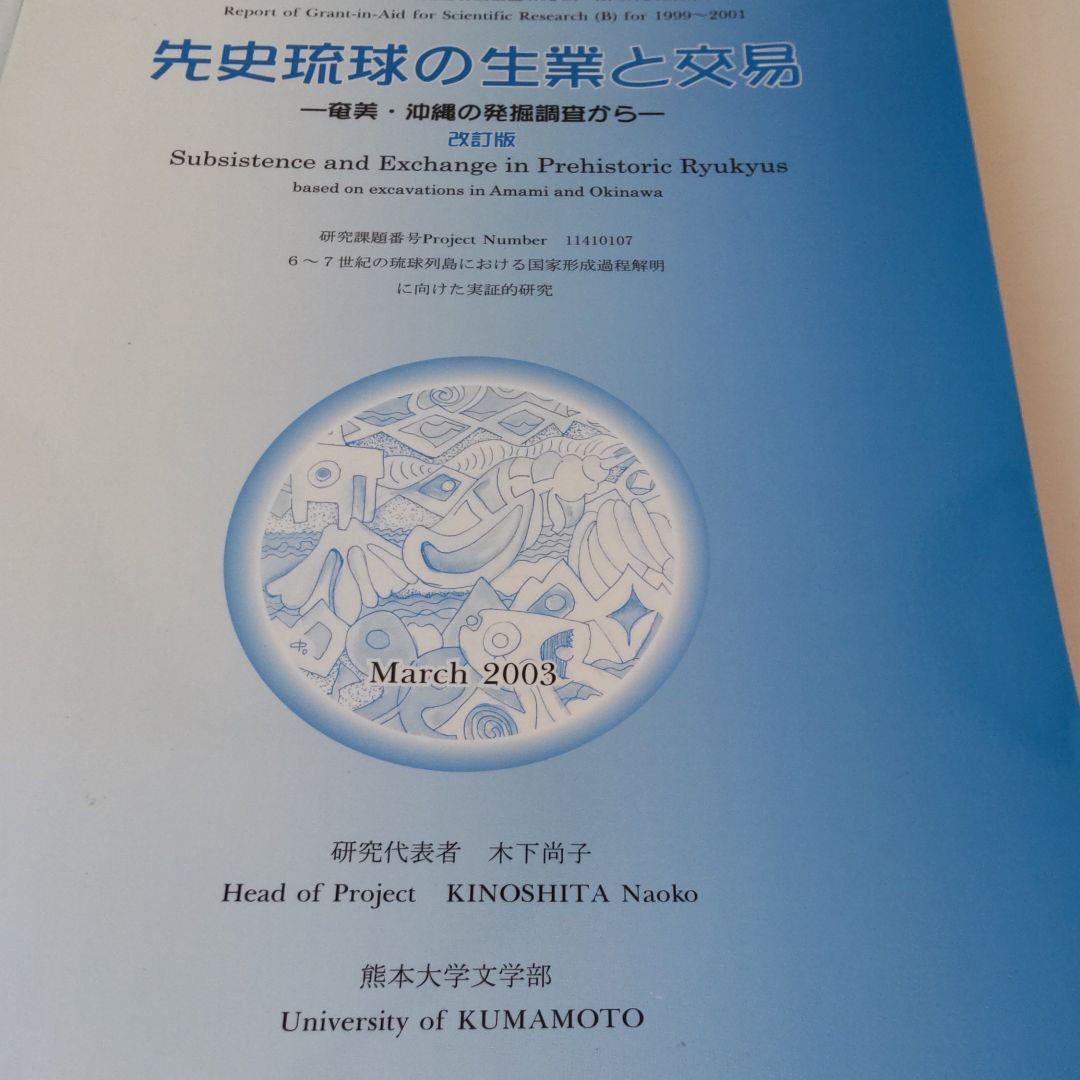 Report of Grant-in-Aid for Scientific Research (B) for 1999～2001
先史琉球の生業と交易
―奄美・沖縄の発掘調査から―
改訂版
Subsistence and Exchange in Prehistoric Ryukyus
based on excavations in Amami and Okinawa
研究課題番号Project Number 11410107
６～７世紀の琉球列島における国家形成過程解明
に向けた実証的研究
March 2003
研究代表者 木下尚子
Head of Project KINOSHITA Naoko
熊本大学文学部
University of KUMAMOTO